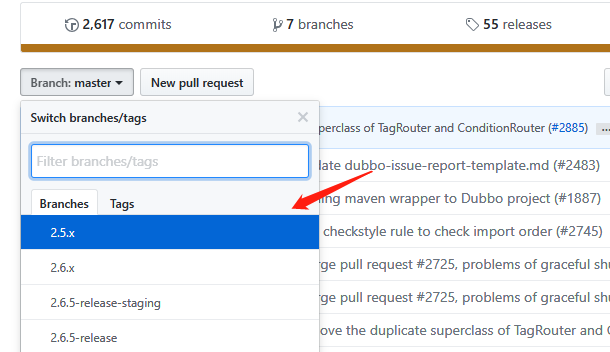 2,617 commits 7 branches 55 releases
Branch: master New pull request
Switch branches/tags
perclass of TagRouter and ConditionRouter (#2885) ...
Filter branches/tags
late dubbo-issue-report-template.md (#2483)
Branches Tags
ing maven wrapper to Dubbo project (#1887)
2.5.x
checkstyle rule to check import order (#2745)
2.6.x
rge pull request #2725, problems of graceful shu
2.6.5-release-staging
rge pull request #2725, problems of graceful shu
2.6.5-release
ove the duplicate superclass of TagRouter and C